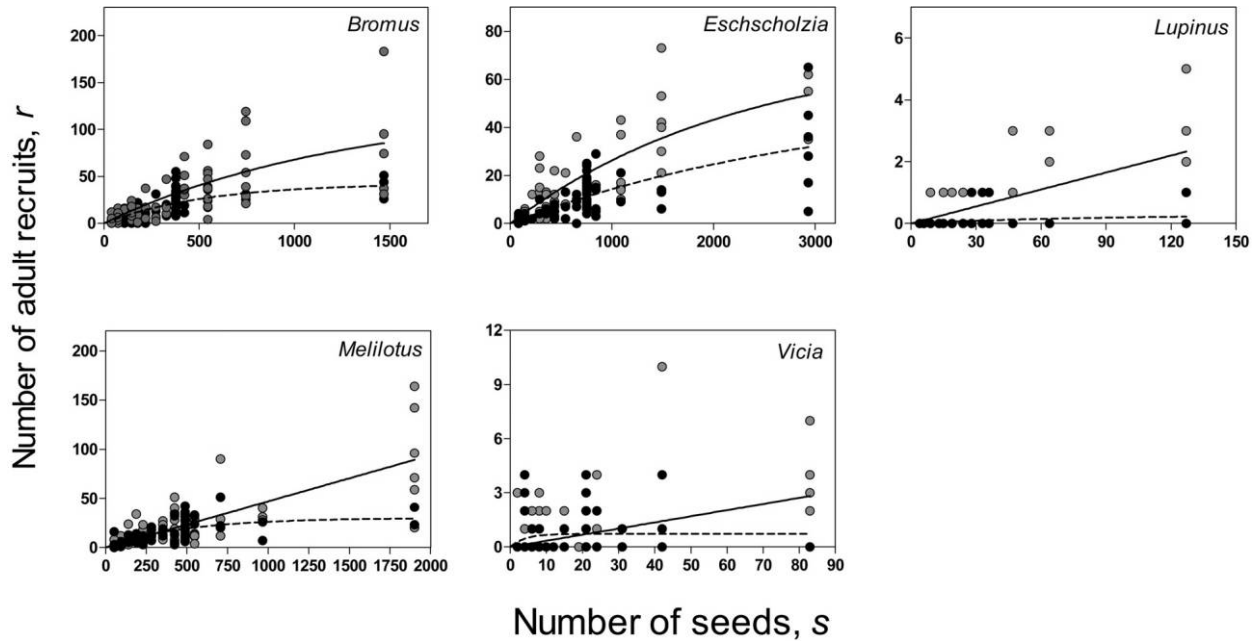 Number of adult recruits, r
Bromus
200
150
100
50
0
0 500 1000 1500
Eschscholzia
80
60
40
20
0
0 1000 2000 3000
Lupinus
6
4
2
0
0 30 60 90 120 150
Melilotus
200
150
100
50
0
0 250 500 750 1000 1250 1500 1750 2000
Vicia
12
9
6
3
0
0 10 20 30 40 50 60 70 80 90
Number of seeds, s